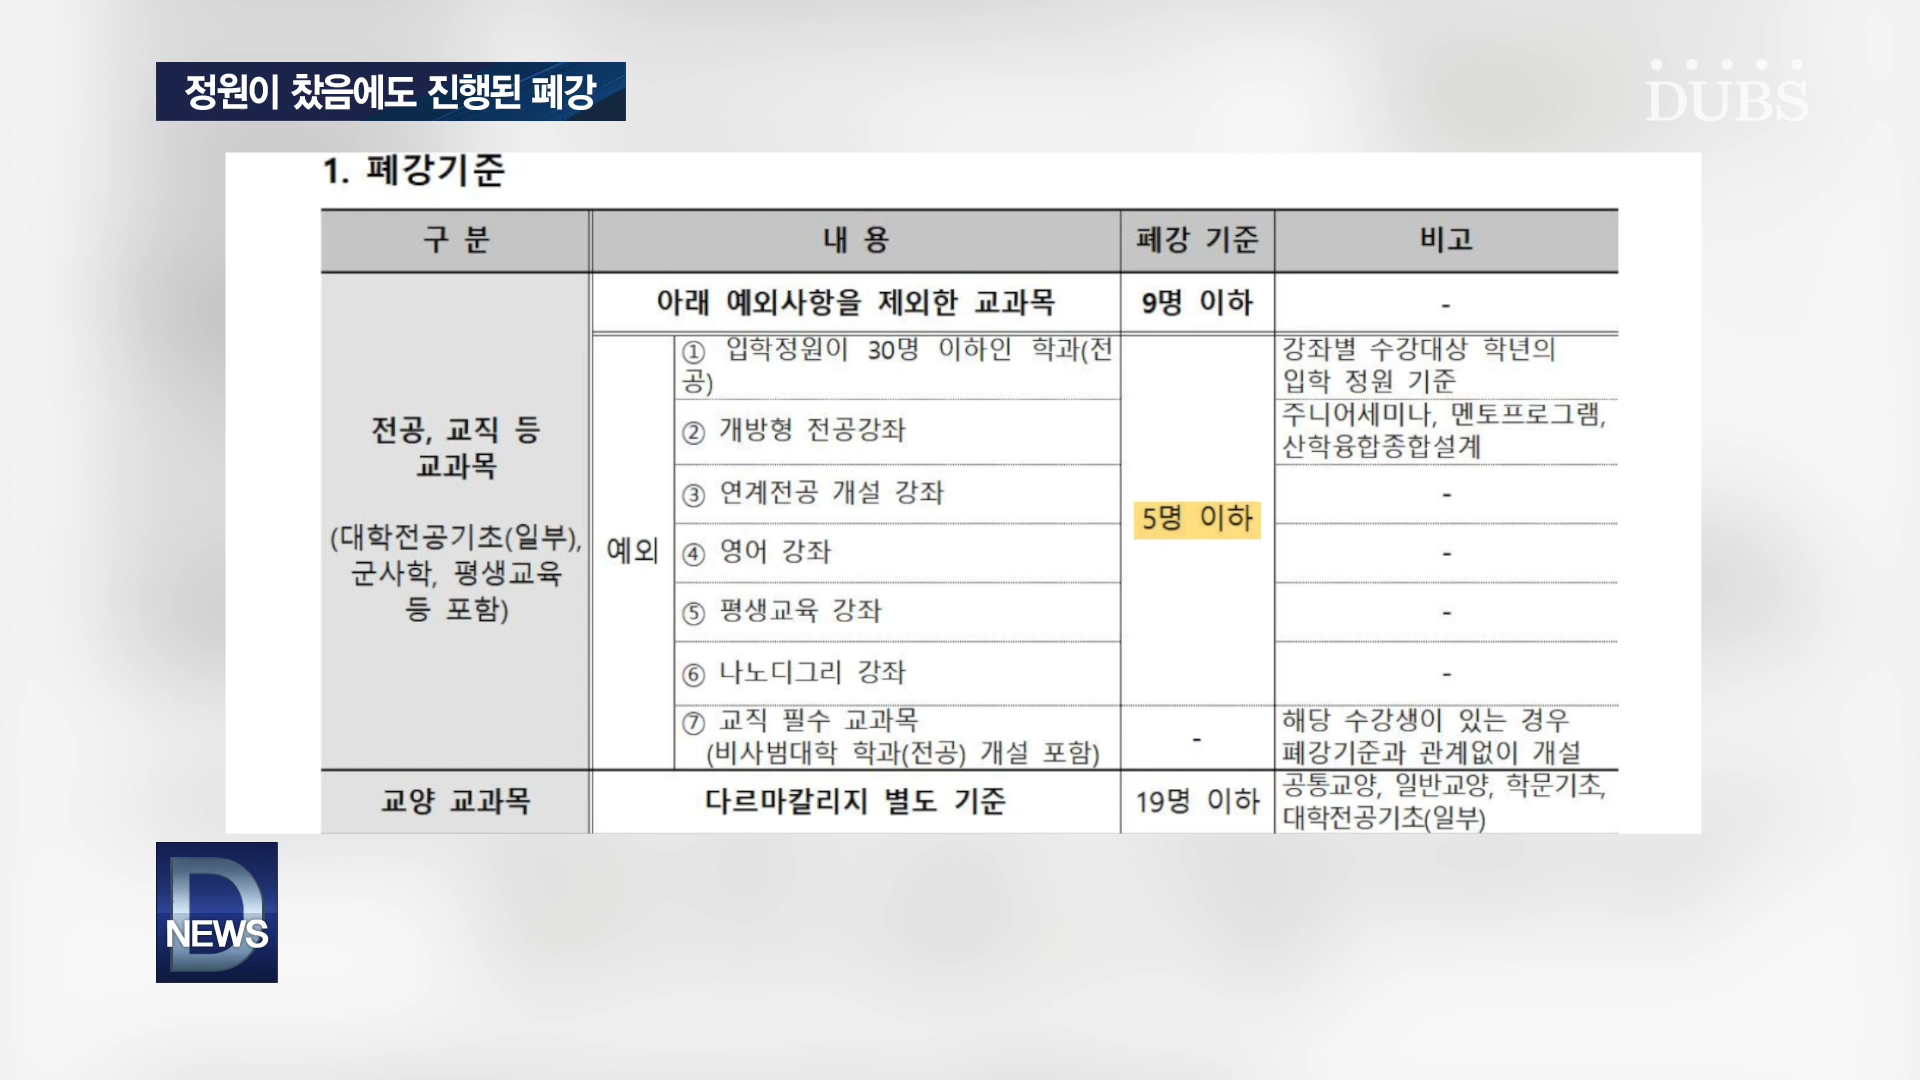 정원이 찼음에도 진행된 폐강
DUBS
1. 폐강기준
구 분
내 용
폐강 기준
비고
전공, 교직 등
교과목
(대학전공기초(일부),
군사학, 평생교육
등 포함)
아래 예외사항을 제외한 교과목
9명 이하
-
예외
① 입학정원이 30명 이하인 학과(전
공)
5명 이하
강좌별 수강대상 학년의
입학 정원 기준
② 개방형 전공강좌
주니어세미나, 멘토프로그램,
산학융합종합설계
③ 연계전공 개설 강좌
-
④ 영어 강좌
-
⑤ 평생교육 강좌
-
⑥ 나노디그리 강좌
-
⑦ 교직 필수 교과목
(비사범대학 학과(전공) 개설 포함)
-
해당 수강생이 있는 경우
폐강기준과 관계없이 개설
교양 교과목
다르마칼리지 별도 기준
19명 이하
공통교양, 일반교양, 학문기초,
대학전공기초(일부)
D
NEWS